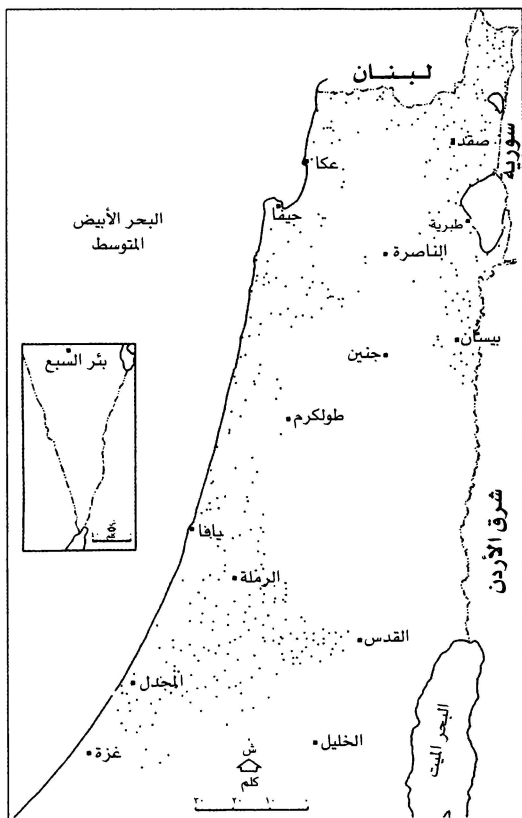 لبنان
سورية
صفد
عكا
حيفا
طبرية
البحر الأبيض
المتوسط
الناصرة
بيسان
جنين
بئر السبع
طولكرم
شرق الأردن
يافا
الرملة
القدس
المجدل
البحر الميت
الخليل
غزة
ش
كلم
٣٠ ٢٠ ١٠ ٠